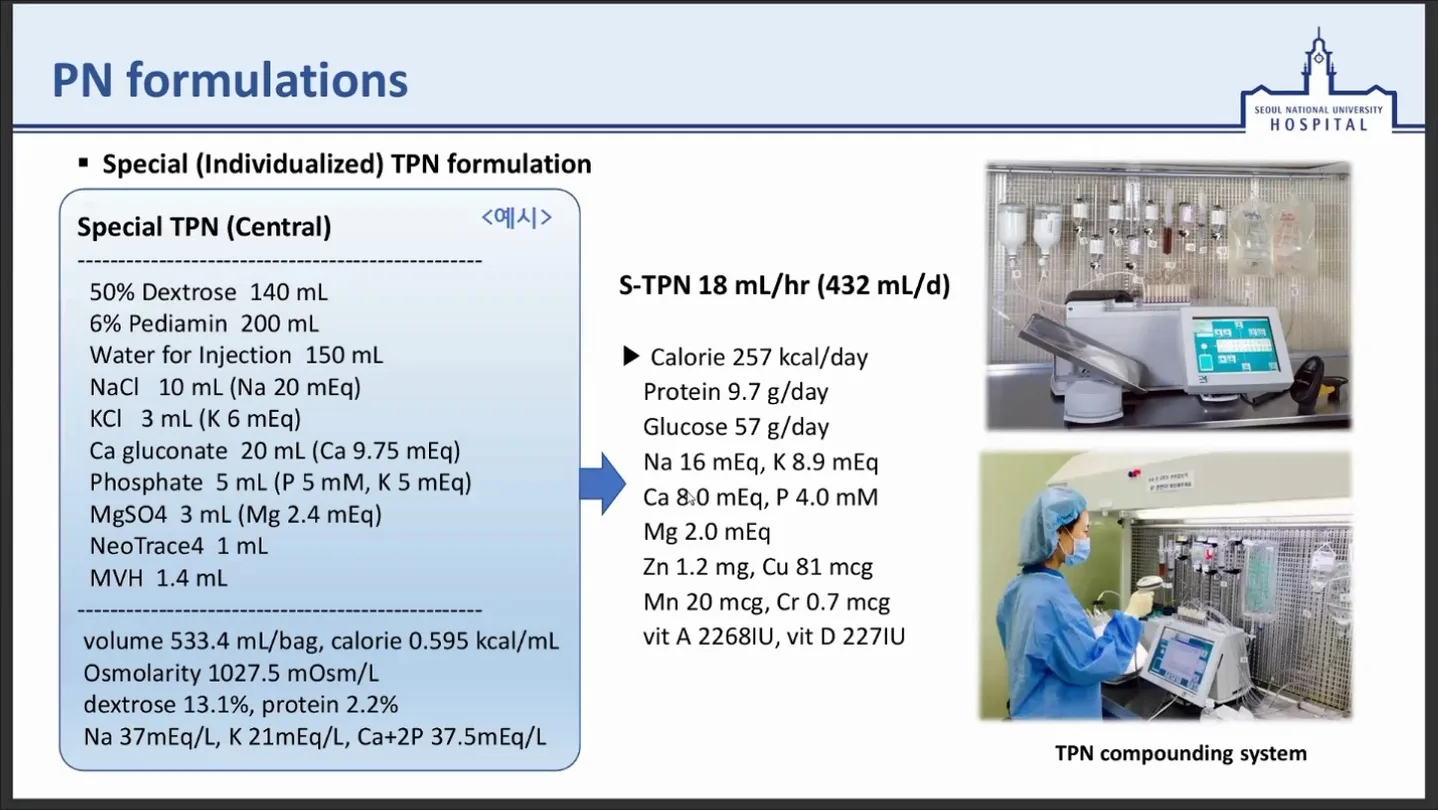 PN formulations
SEOUL NATIONAL UNIVERSITY
HOSPITAL
▪ Special (Individualized) TPN formulation
Special TPN (Central)
<예시>
--------------------------------------------------
50% Dextrose 140 mL
6% Pediamin 200 mL
Water for Injection 150 mL
NaCl 10 mL (Na 20 mEq)
KCl 3 mL (K 6 mEq)
Ca gluconate 20 mL (Ca 9.75 mEq)
Phosphate 5 mL (P 5 mM, K 5 mEq)
MgSO4 3 mL (Mg 2.4 mEq)
NeoTrace4 1 mL
MVH 1.4 mL
--------------------------------------------------
volume 533.4 mL/bag, calorie 0.595 kcal/mL
Osmolarity 1027.5 mOsm/L
dextrose 13.1%, protein 2.2%
Na 37mEq/L, K 21mEq/L, Ca+2P 37.5mEq/L
S-TPN 18 mL/hr (432 mL/d)
▶ Calorie 257 kcal/day
Protein 9.7 g/day
Glucose 57 g/day
Na 16 mEq, K 8.9 mEq
Ca 8.0 mEq, P 4.0 mM
Mg 2.0 mEq
Zn 1.2 mg, Cu 81 mcg
Mn 20 mcg, Cr 0.7 mcg
vit A 2268IU, vit D 227IU
TPN compounding system